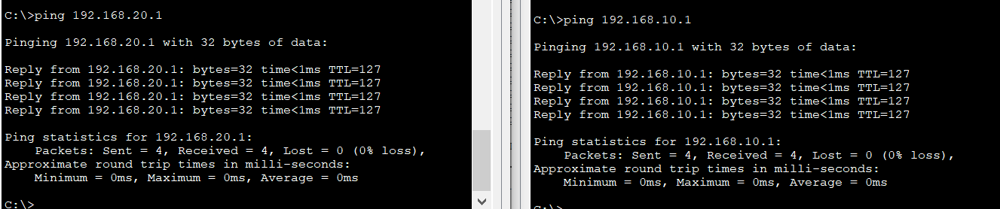 C:\>ping 192.168.20.1
Pinging 192.168.20.1 with 32 bytes of data:
Reply from 192.168.20.1: bytes=32 time<1ms TTL=127
Reply from 192.168.20.1: bytes=32 time<1ms TTL=127
Reply from 192.168.20.1: bytes=32 time<1ms TTL=127
Reply from 192.168.20.1: bytes=32 time<1ms TTL=127
Ping statistics for 192.168.20.1:
Packets: Sent = 4, Received = 4, Lost = 0 (0% loss),
Approximate round trip times in milli-seconds:
Minimum = 0ms, Maximum = 0ms, Average = 0ms
C:\>
C:\>ping 192.168.10.1
Pinging 192.168.10.1 with 32 bytes of data:
Reply from 192.168.10.1: bytes=32 time<1ms TTL=127
Reply from 192.168.10.1: bytes=32 time<1ms TTL=127
Reply from 192.168.10.1: bytes=32 time<1ms TTL=127
Reply from 192.168.10.1: bytes=32 time<1ms TTL=127
Ping statistics for 192.168.10.1:
Packets: Sent = 4, Received = 4, Lost = 0 (0% loss),
Approximate round trip times in milli-seconds:
Minimum = 0ms, Maximum = 0ms, Average = 0ms
C:\>